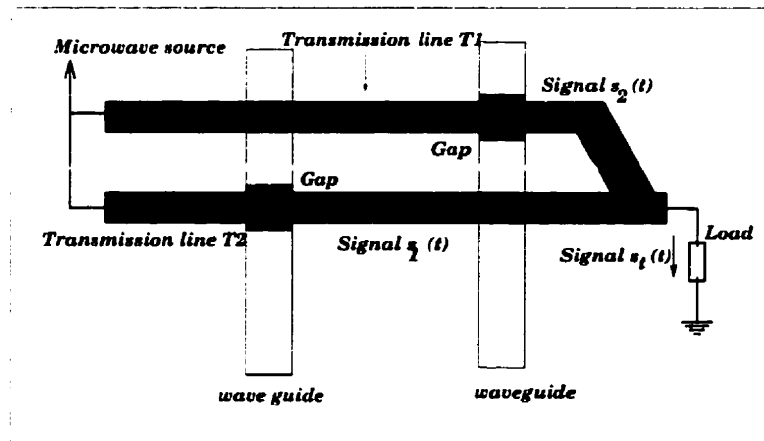 Transmission line T1
Microwave source
Signal s2(t)
Gap
Gap
Transmission line T2
Signal s1(t)
Load
Signal st(t)
wave guide
waveguide